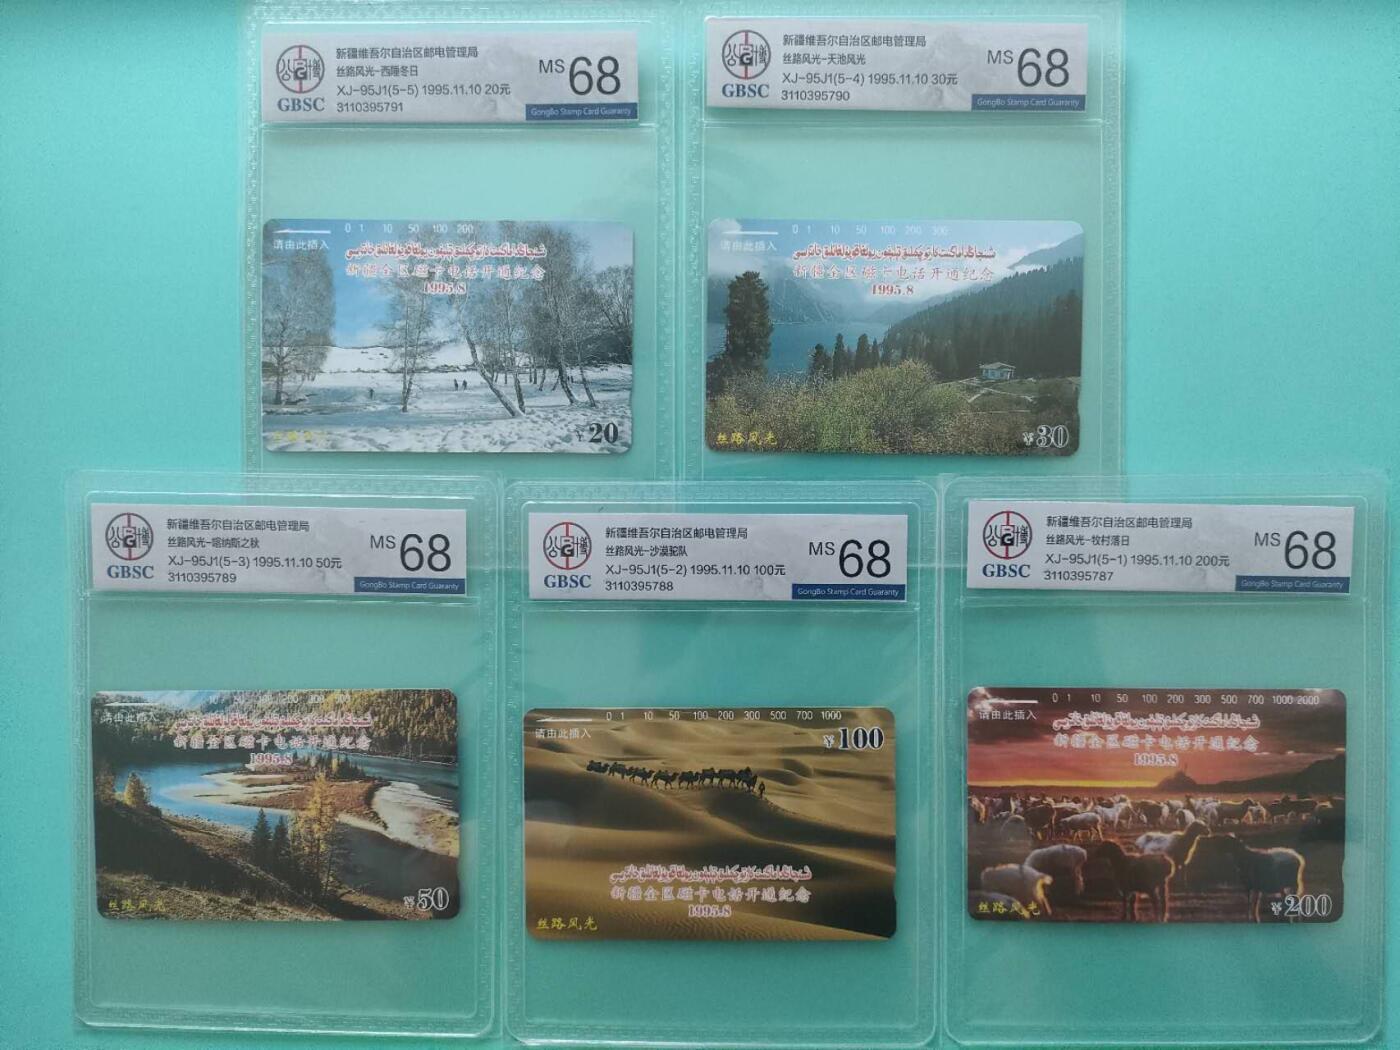 新疆维吾尔自治区邮电管理局
丝路风光-西陲冬日
XJ-95J1(5-5) 1995.11.10 20元
3110395791
GBSC
MS 68
GongBo Stamp Card Guaranty
0 1 10 50 100 200
请由此插入
新疆全区磁卡电话开通纪念
1995.8
丝路风光
¥20
新疆维吾尔自治区邮电管理局
丝路风光-天池风光
XJ-95J1(5-4) 1995.11.10 30元
3110395790
GBSC
MS 68
GongBo Stamp Card Guaranty
0 1 10 50 100 200 300
请由此插入
新疆全区磁卡电话开通纪念
1995.8
丝路风光
¥30
新疆维吾尔自治区邮电管理局
丝路风光-喀纳斯之秋
XJ-95J1(5-3) 1995.11.10 50元
3110395789
GBSC
MS 68
GongBo Stamp Card Guaranty
请由此插入
新疆全区磁卡电话开通纪念
1995.8
丝路风光
¥50
新疆维吾尔自治区邮电管理局
丝路风光-沙漠驼队
XJ-95J1(5-2) 1995.11.10 100元
3110395788
GBSC
MS 68
GongBo Stamp Card Guaranty
0 1 10 50 100 200 300 500 700 1000
请由此插入
¥100
新疆全区磁卡电话开通纪念
1995.8
丝路风光
新疆维吾尔自治区邮电管理局
丝路风光-牧村落日
XJ-95J1(5-1) 1995.11.10 200元
3110395787
GBSC
MS 68
GongBo Stamp Card Guaranty
0 1 10 50 100 200 300 500 700 1000 2000
请由此插入
新疆全区磁卡电话开通纪念
1995.8
丝路风光
¥200